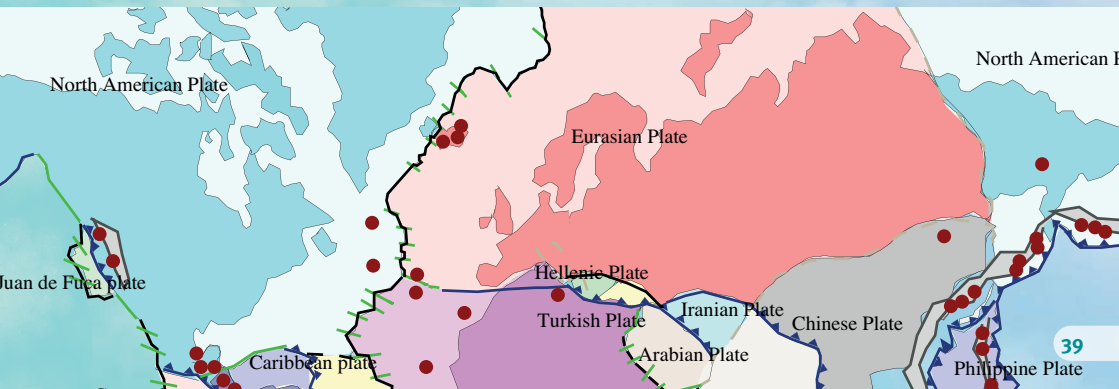 North American Plate
North American
Eurasian Plate
Juan de Fuca plate
Hellenic Plate
Turkish Plate
Iranian Plate
Chinese Plate
39
Caribbean plate
Arabian Plate
Philippine Plate